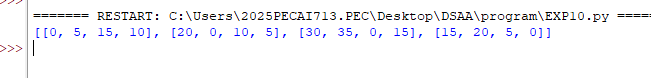 >>>
======= RESTART: C:\Users\2025PECAI713.PEC\Desktop\DSAA\program\EXP10.py =====
[[0, 5, 15, 10], [20, 0, 10, 5], [30, 35, 0, 15], [15, 20, 5, 0]]
>>>